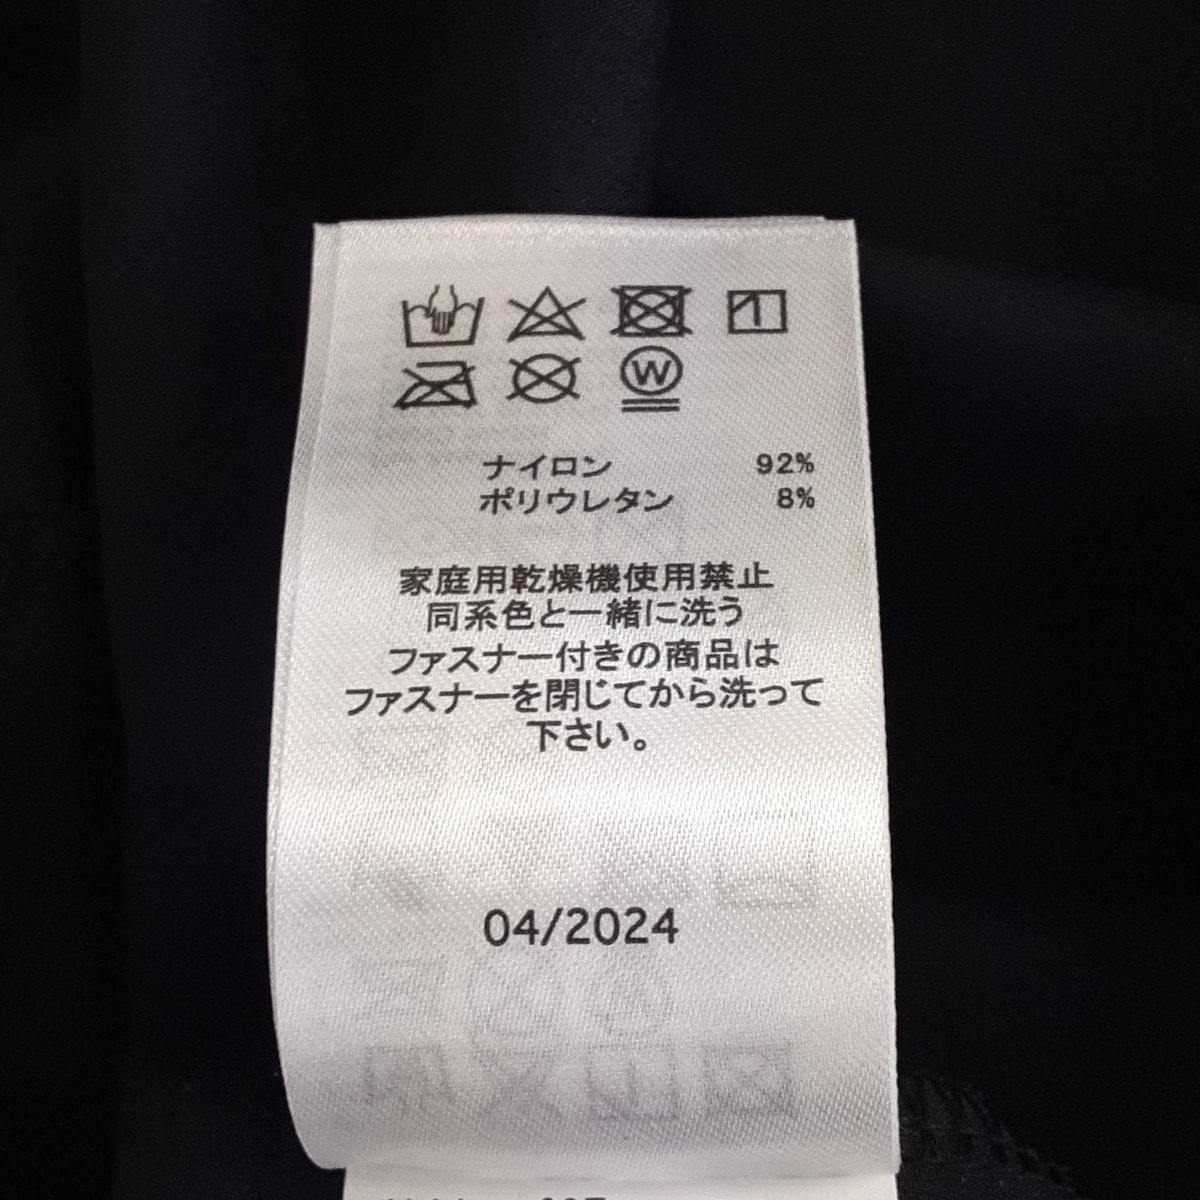 W
ナイロン 92%
ポリウレタン 8%
家庭用乾燥機使用禁止
同系色と一緒に洗う
ファスナー付きの商品は
ファスナーを閉じてから洗って
下さい。
04/2024